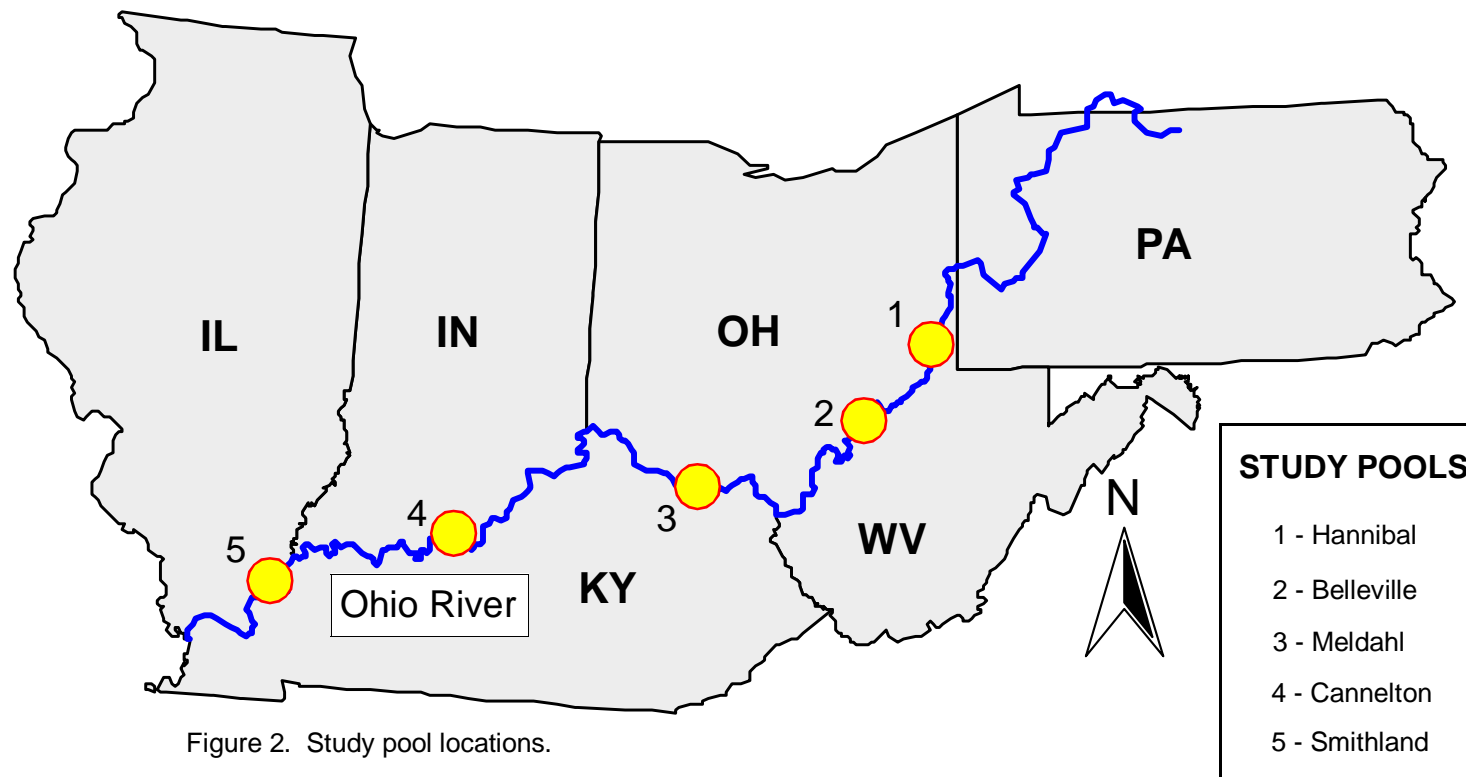 IL
IN
OH
PA
WV
KY
1
2
3
4
5
Ohio River
N
STUDY POOLS
1 - Hannibal
2 - Belleville
3 - Meldahl
4 - Cannelton
5 - Smithland
Figure 2. Study pool locations.